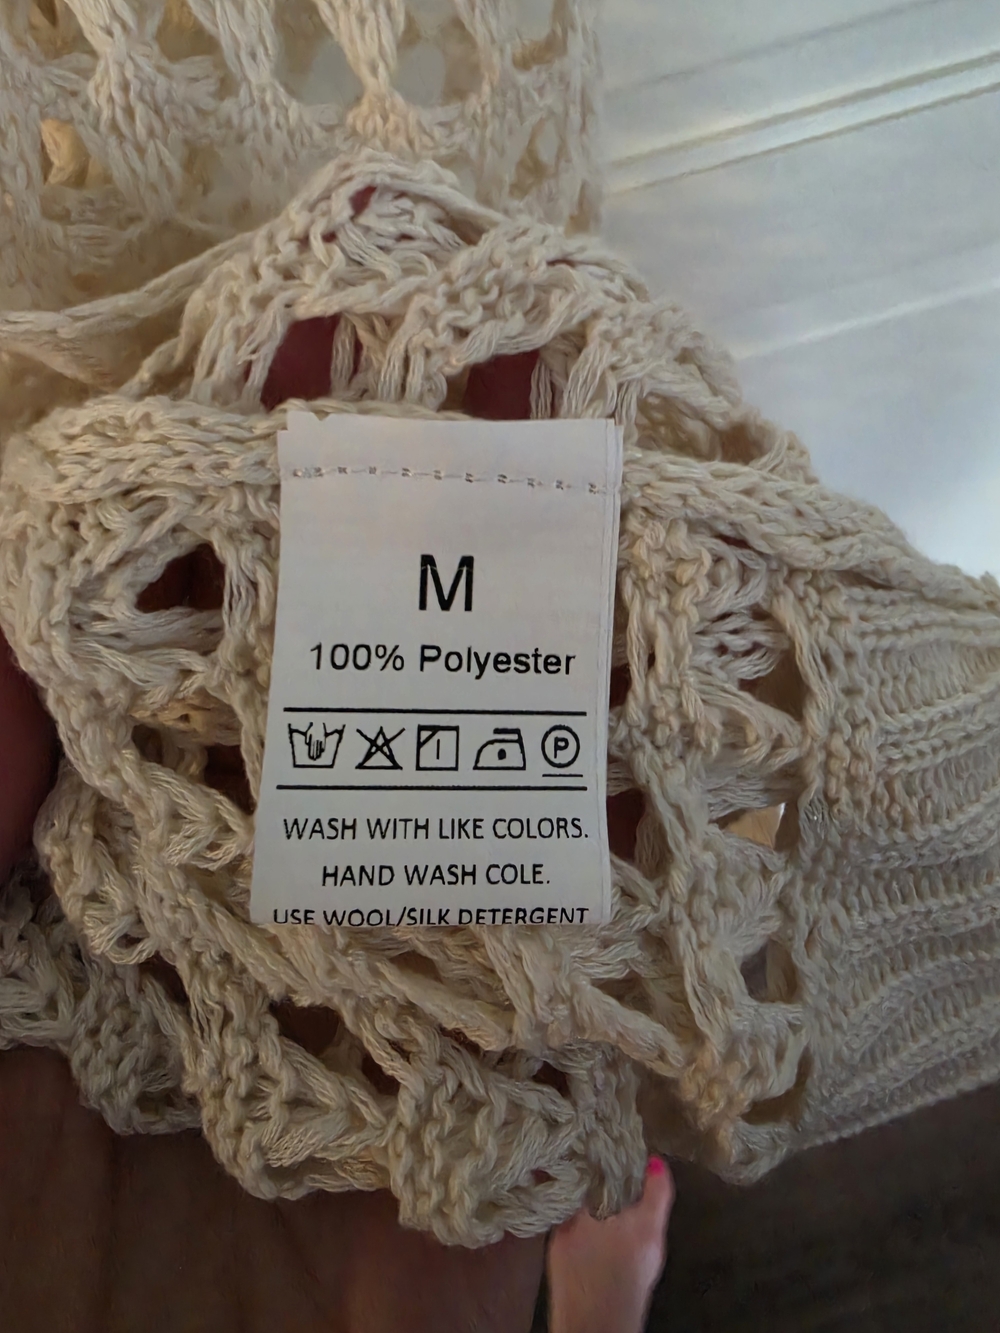 M
100% Polyester
P
WASH WITH LIKE COLORS.
HAND WASH COLE.
USE WOOL/SILK DETERGENT